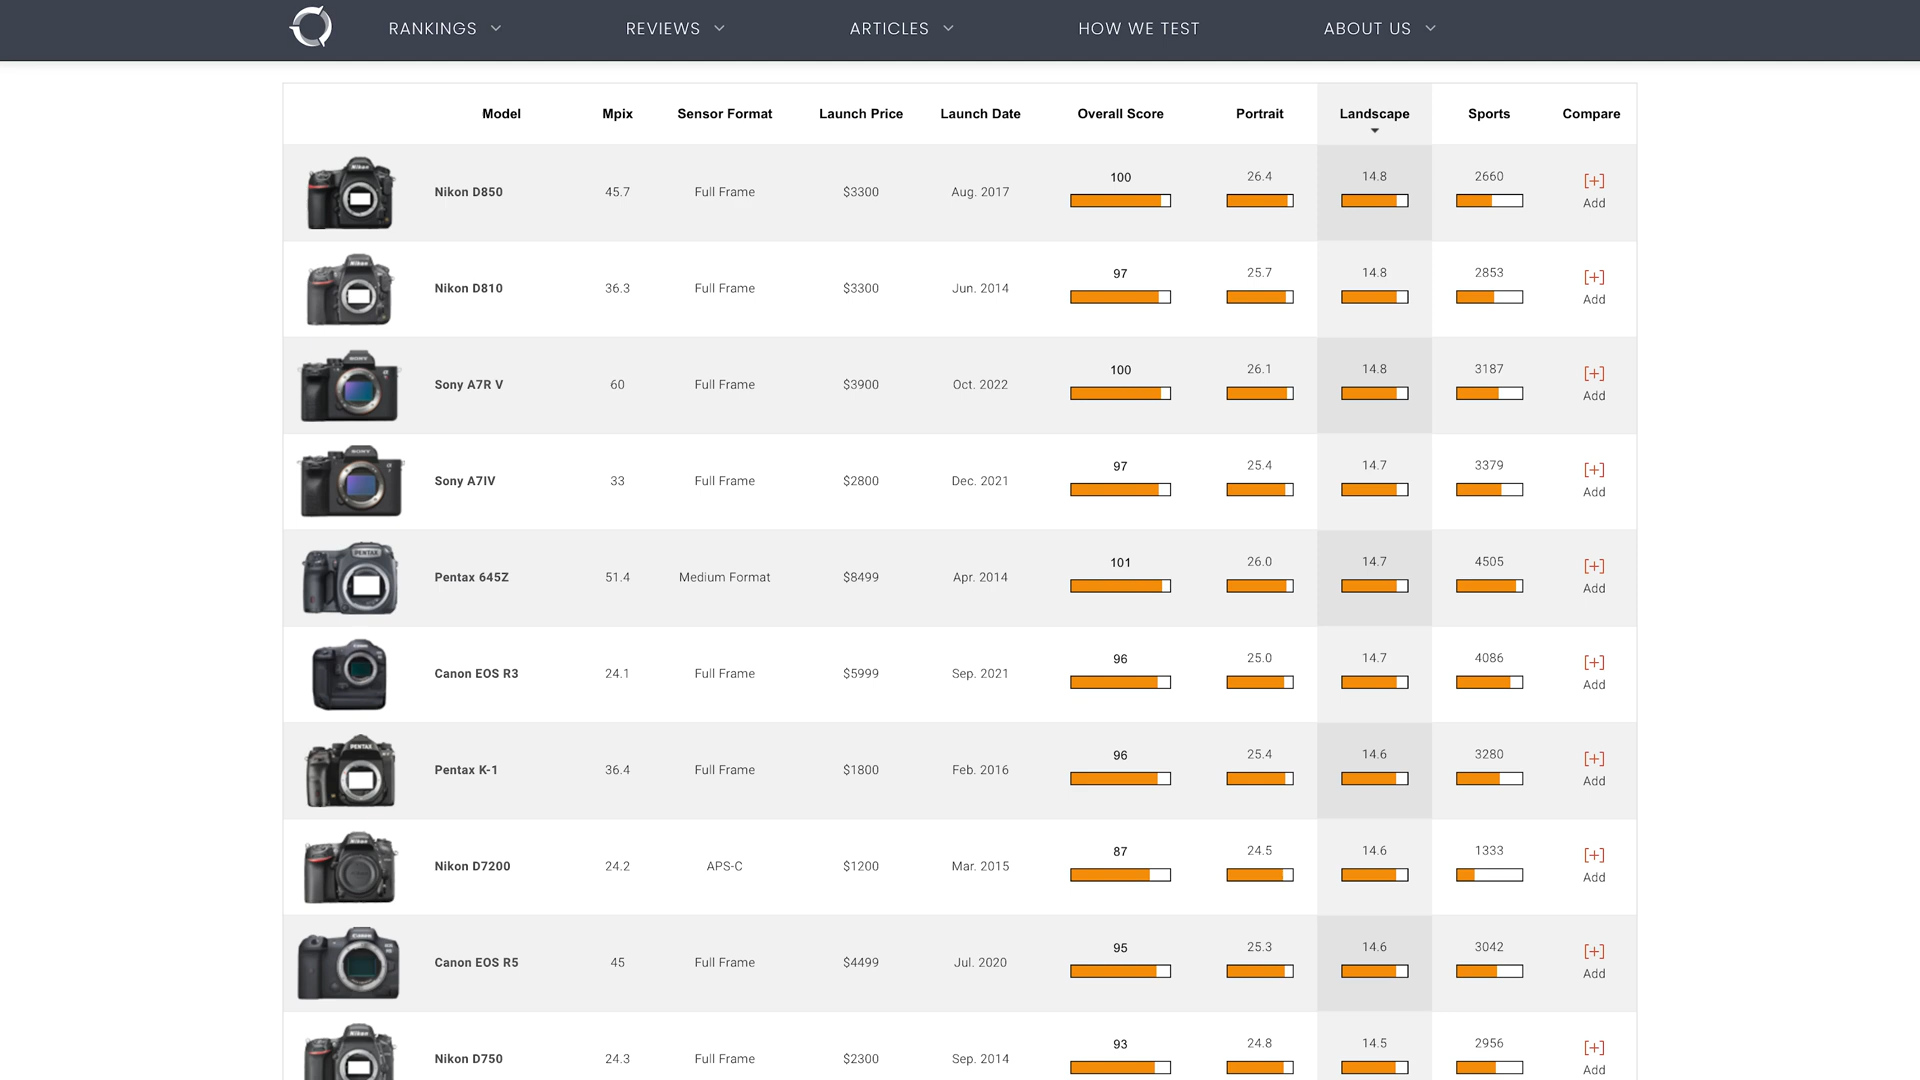 RANKINGS REVIEWS ARTICLES HOW WE TEST ABOUT US
Model Mpix Sensor Format Launch Price Launch Date Overall Score Portrait Landscape Sports Compare
Nikon D850 45.7 Full Frame $3300 Aug. 2017 100 26.4 14.8 2660 [+] Add
Nikon D810 36.3 Full Frame $3300 Jun. 2014 97 25.7 14.8 2853 [+] Add
Sony A7R V 60 Full Frame $3900 Oct. 2022 100 26.1 14.8 3187 [+] Add
Sony A7IV 33 Full Frame $2800 Dec. 2021 97 25.4 14.7 3379 [+] Add
Pentax 645Z 51.4 Medium Format $8499 Apr. 2014 101 26.0 14.7 4505 [+] Add
Canon EOS R3 24.1 Full Frame $5999 Sep. 2021 96 25.0 14.7 4086 [+] Add
Pentax K-1 36.4 Full Frame $1800 Feb. 2016 96 25.4 14.6 3280 [+] Add
Nikon D7200 24.2 APS-C $1200 Mar. 2015 87 24.5 14.6 1333 [+] Add
Canon EOS R5 45 Full Frame $4499 Jul. 2020 95 25.3 14.6 3042 [+] Add
Nikon D750 24.3 Full Frame $2300 Sep. 2014 93 24.8 14.5 2956 [+] Add